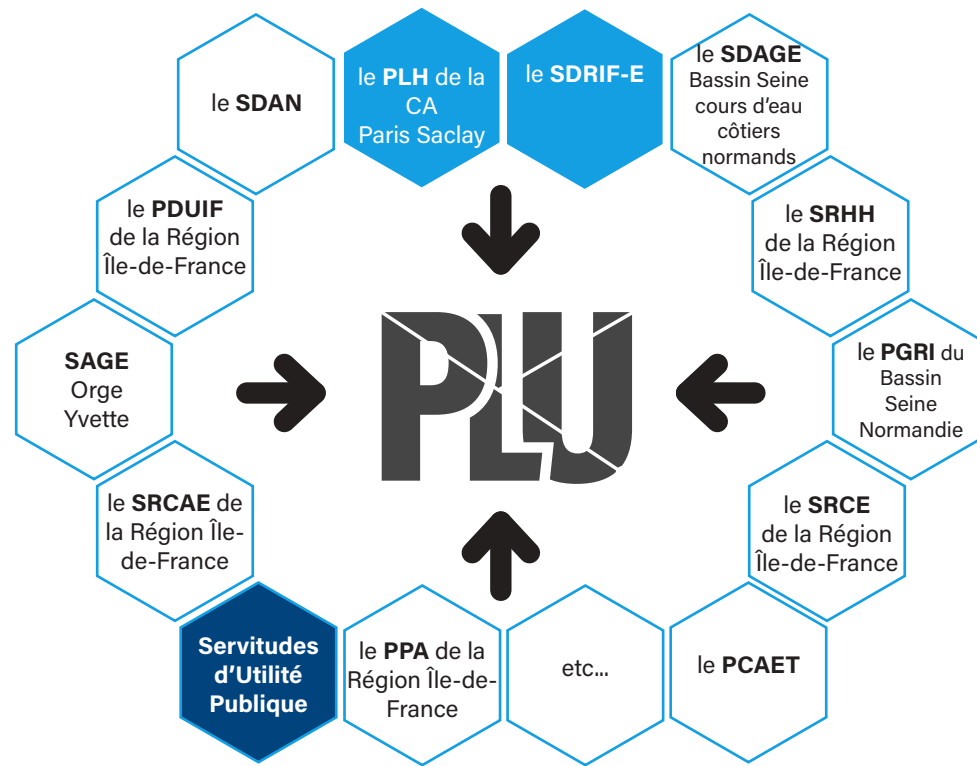 le SDAN
le PLH de la
CA
Paris Saclay
le SDRIF-E
le SDAGE
Bassin Seine
cours d'eau
côtiers
normands
le PDUIF
de la Région
Île-de-France
le SRHH
de la Région
Île-de-France
SAGE
Orge
Yvette
PLU
le PGRI du
Bassin
Seine
Normandie
le SRCAE de
la Région Île-
de-France
le SRCE
de la Région
Île-de-France
Servitudes
d’Utilité
Publique
le PPA de la
Région Île-de-
France
etc...
le PCAET